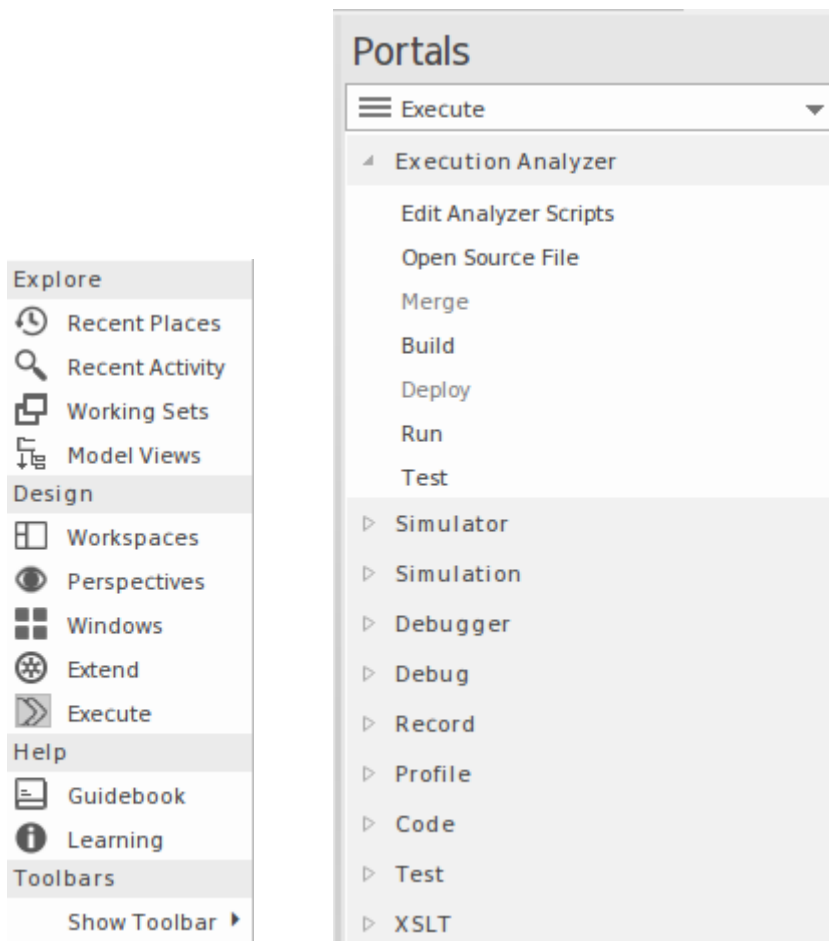 Explore
Recent Places
Recent Activity
Working Sets
Model Views
Design
Workspaces
Perspectives
Windows
Extend
Execute
Help
Guidebook
Learning
Toolbars
Show Toolbar
Portals
Execute
Execution Analyzer
Edit Analyzer Scripts
Open Source File
Merge
Build
Deploy
Run
Test
Simulator
Simulation
Debugger
Debug
Record
Profile
Code
Test
XSLT